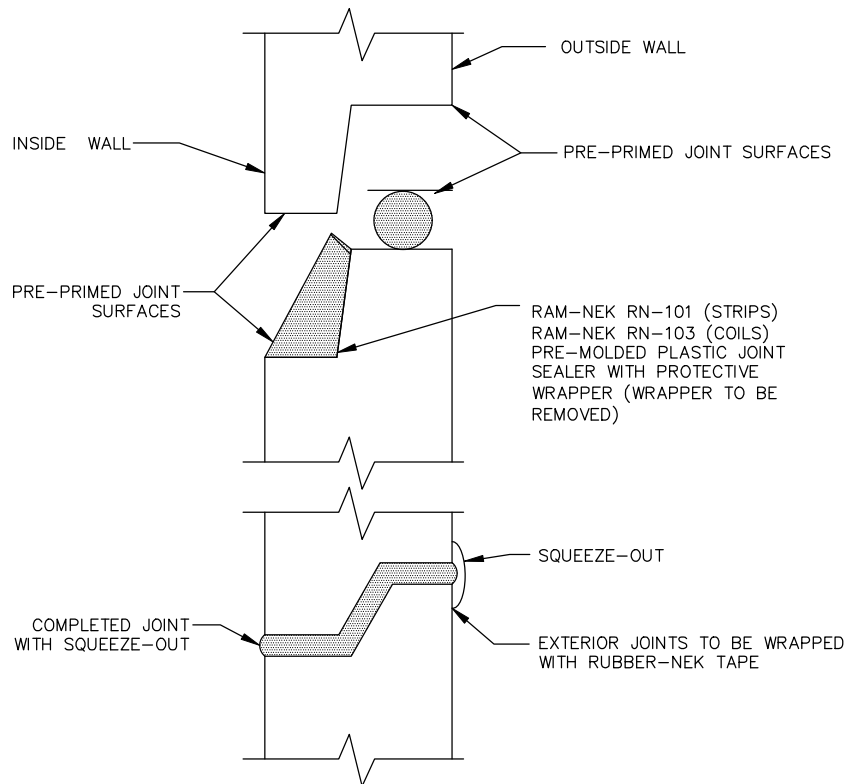 OUTSIDE WALL
INSIDE WALL
PRE-PRIMED JOINT SURFACES
PRE-PRIMED JOINT
SURFACES
RAM-NEK RN-101 (STRIPS)
RAM-NEK RN-103 (COILS)
PRE-MOLDED PLASTIC JOINT
SEALER WITH PROTECTIVE
WRAPPER (WRAPPER TO BE
REMOVED)
SQUEEZE-OUT
COMPLETED JOINT
WITH SQUEEZE-OUT
EXTERIOR JOINTS TO BE WRAPPED
WITH RUBBER-NEK TAPE